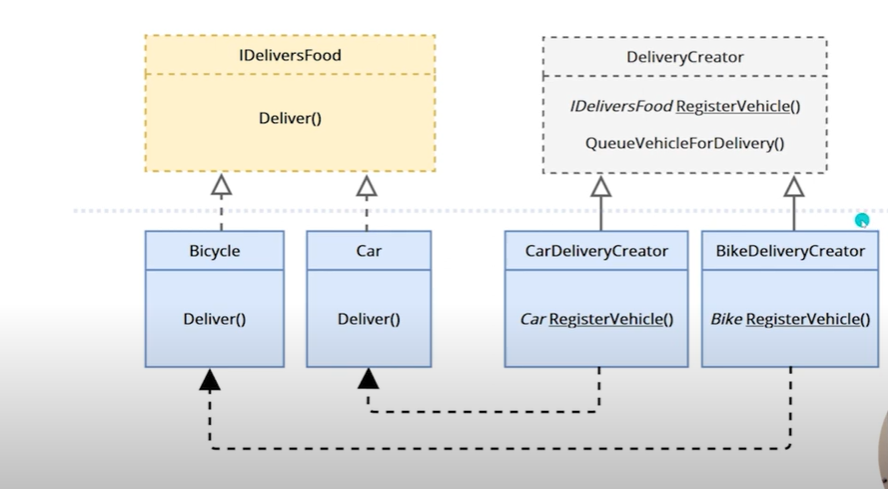 IDeliversFood
Deliver()
DeliveryCreator
IDeliversFood RegisterVehicle()
QueueVehicleForDelivery()
Bicycle
Deliver()
Car
Deliver()
CarDeliveryCreator
Car RegisterVehicle()
BikeDeliveryCreator
Bike RegisterVehicle()